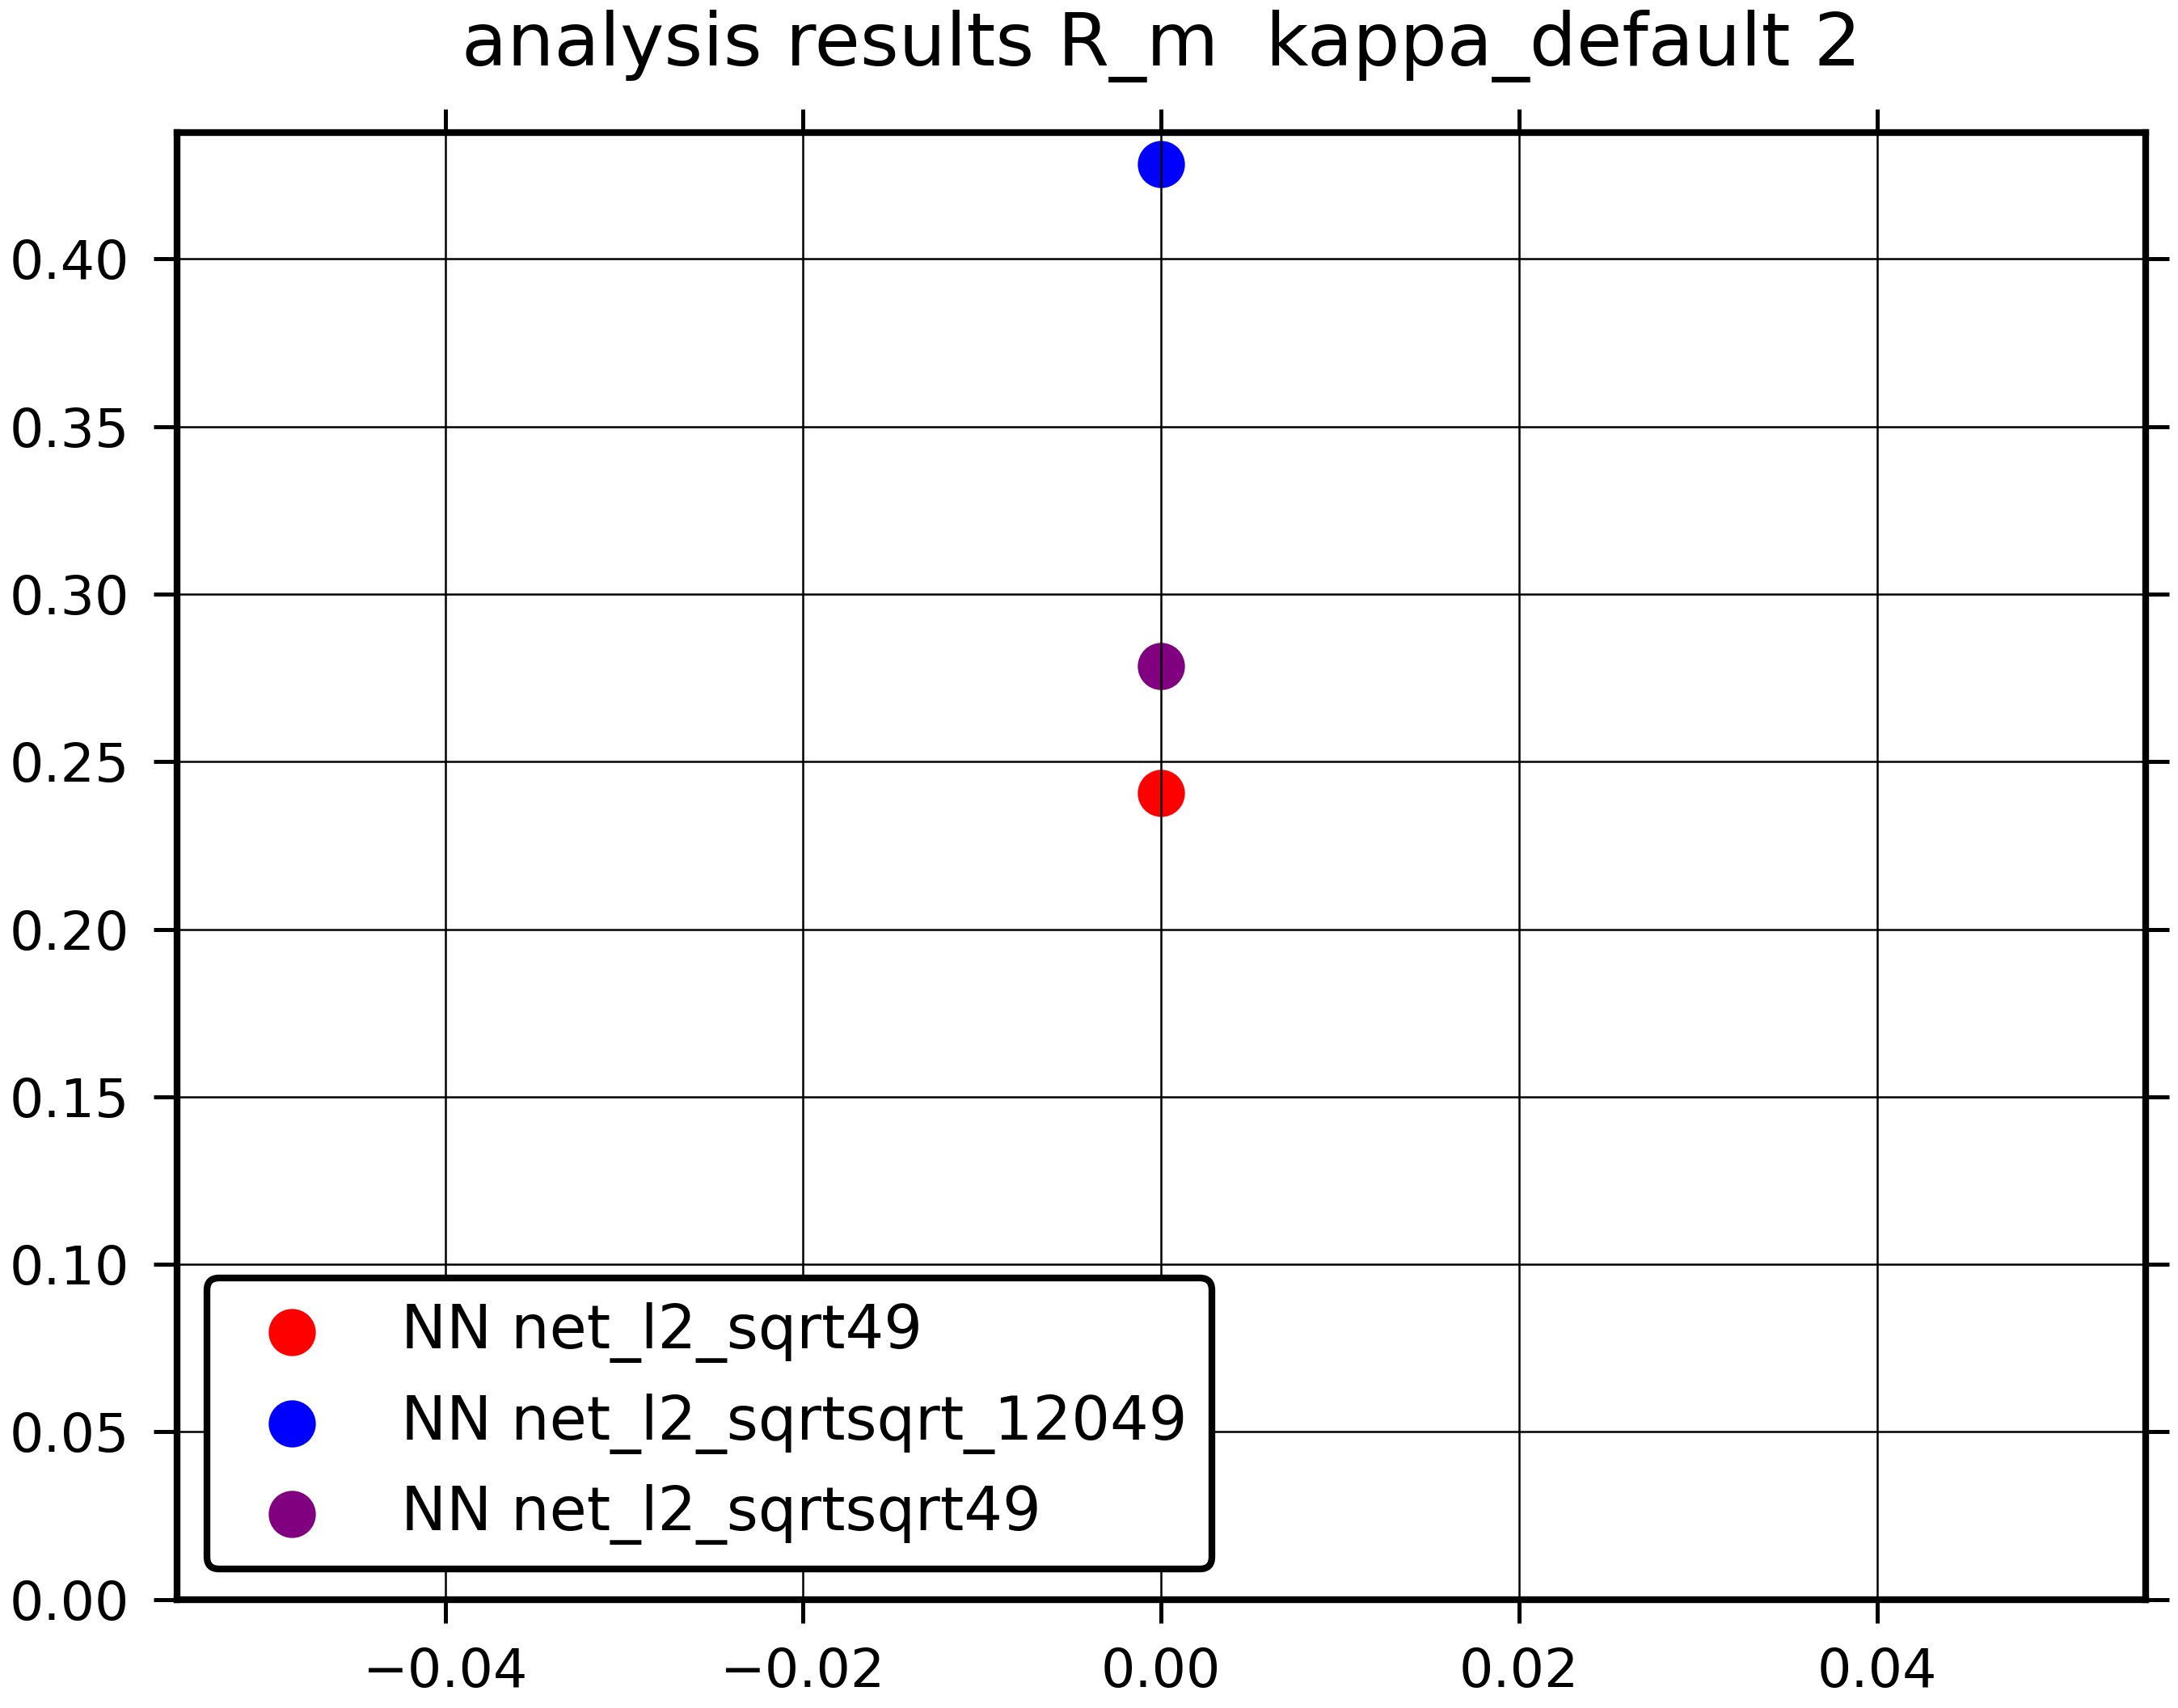 analysis results R_m  kappa_default 2
0.40
0.35
0.30
0.25
0.20
0.15
0.10
0.05
0.00
NN net_l2_sqrt49
NN net_l2_sqrtsqrt_12049
NN net_l2_sqrtsqrt49
−0.04 −0.02 0.00 0.02 0.04